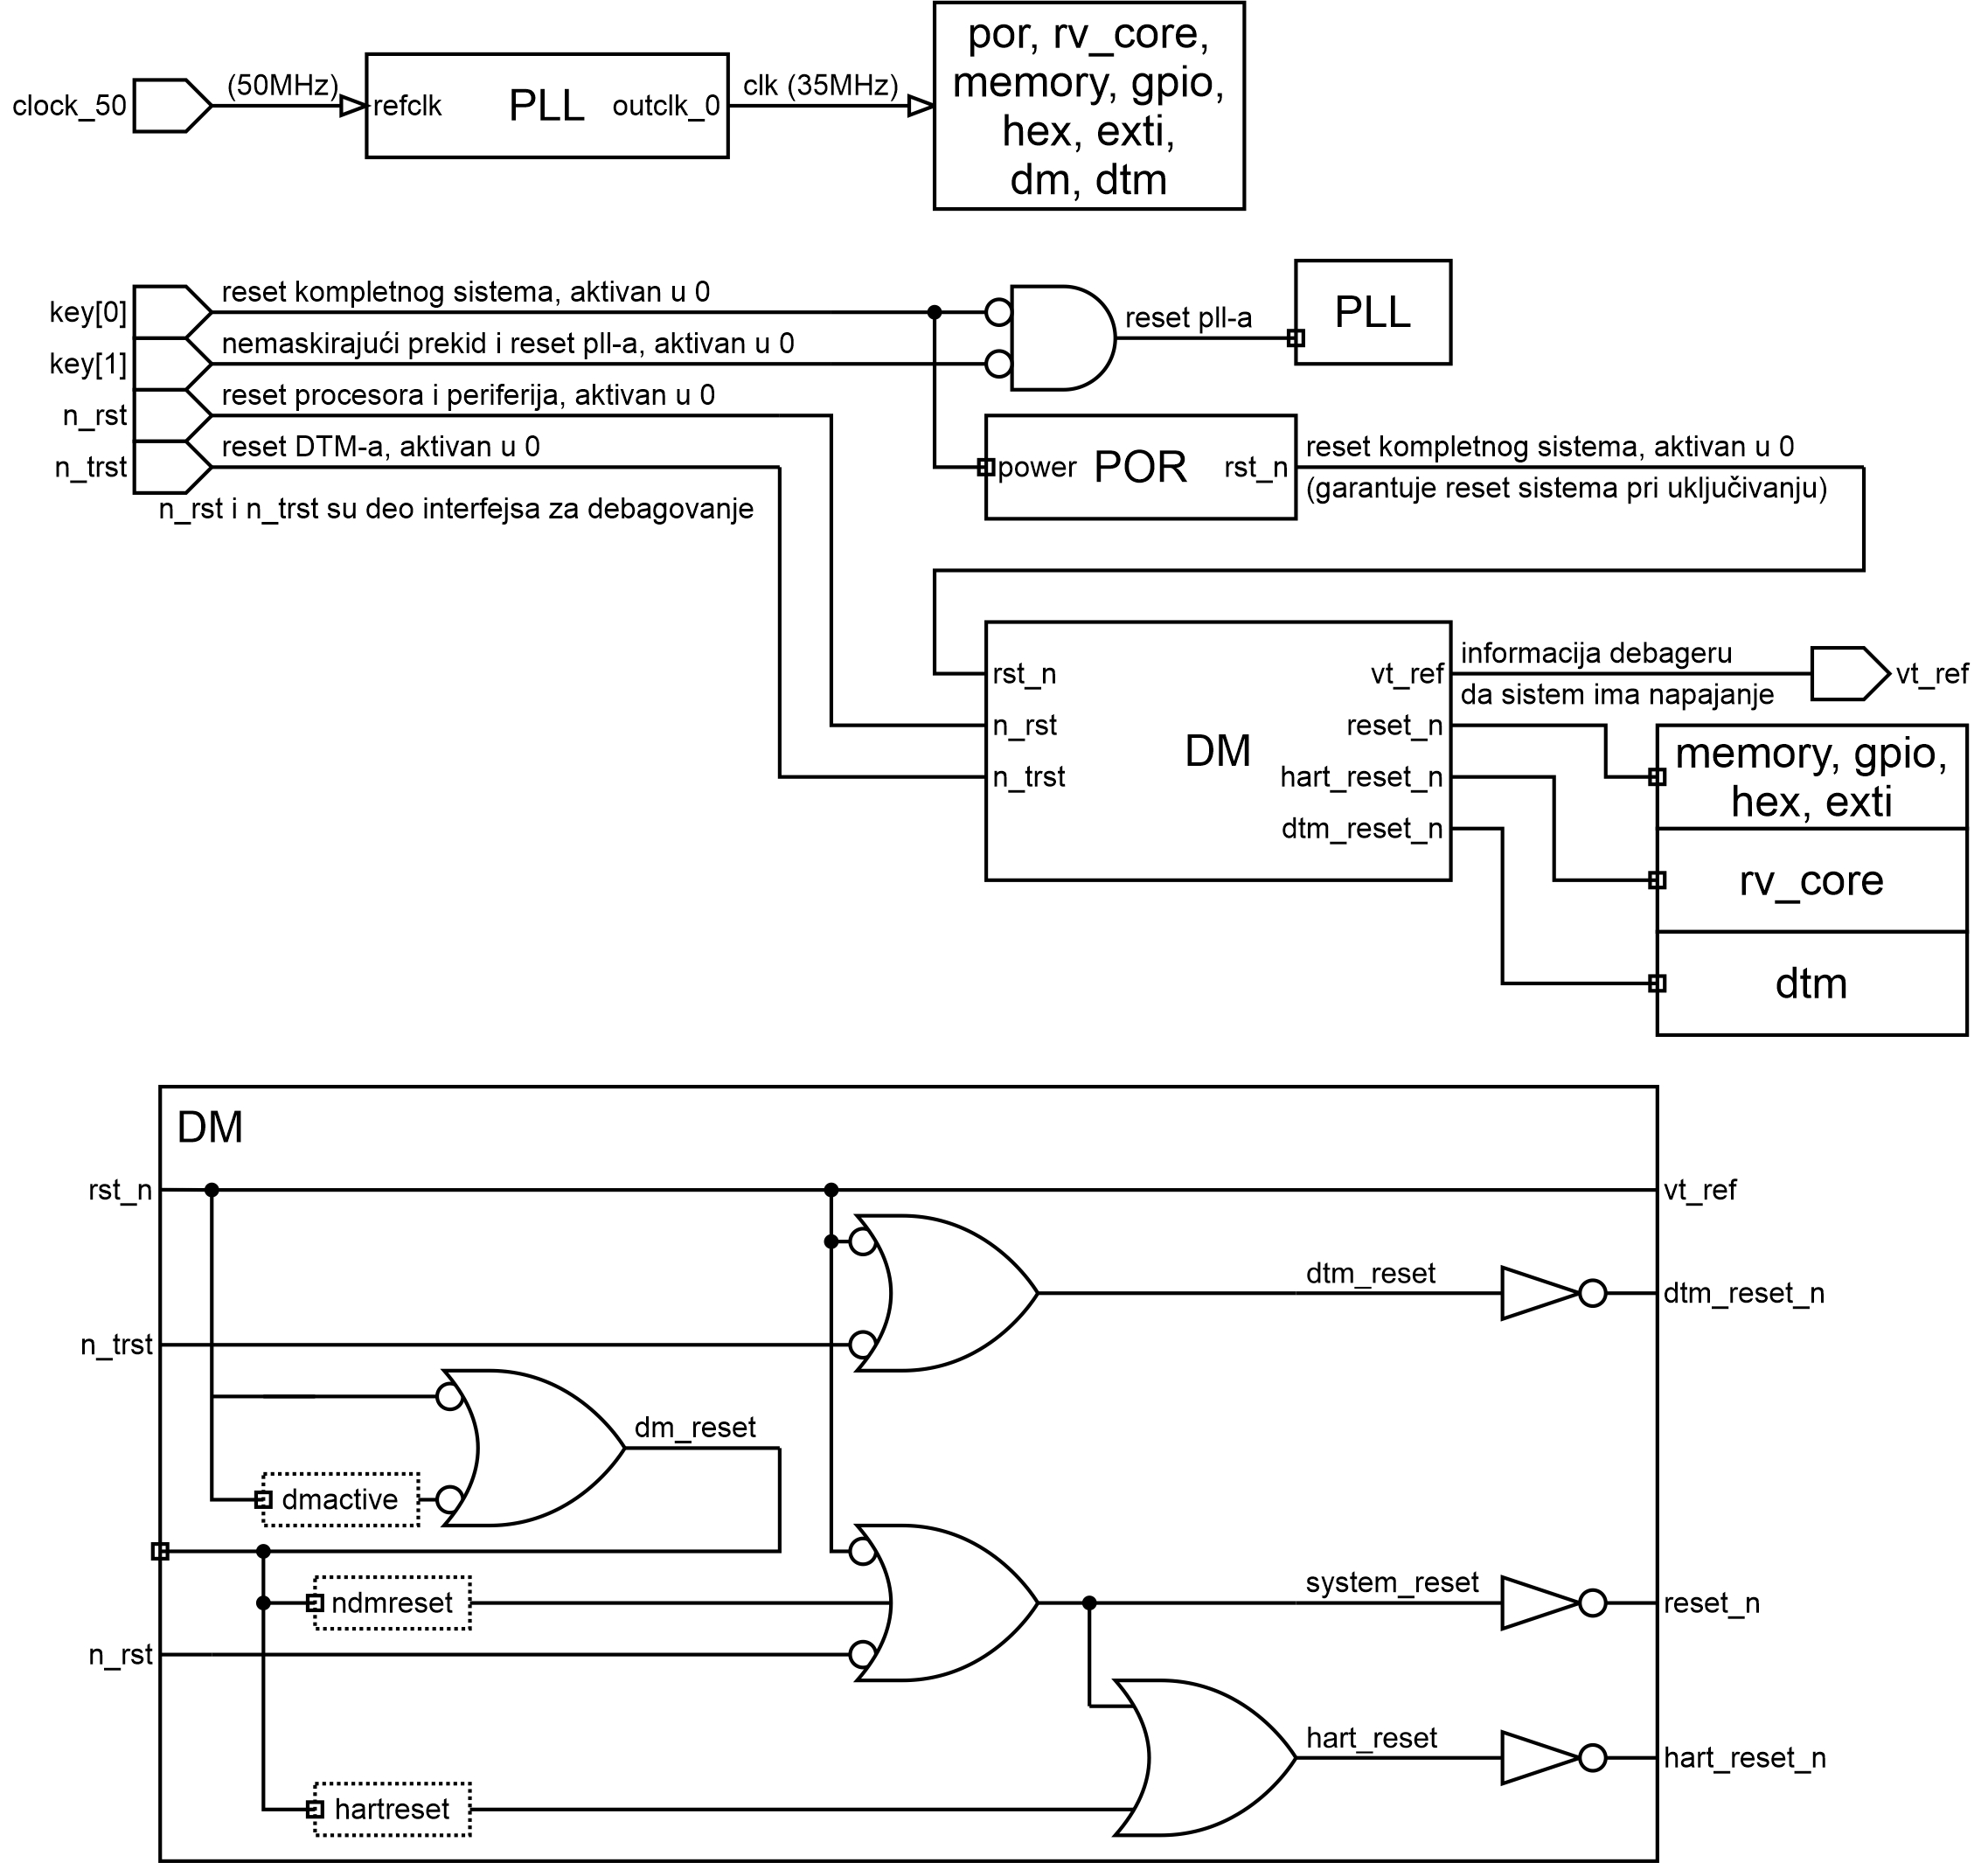 clock_50
(50MHz)
refclk
PLL
outclk_0
clk (35MHz)
por, rv_core,
memory, gpio,
hex, exti,
dm, dtm
key[0]
reset kompletnog sistema, aktivan u 0
key[1]
nemaskirajući prekid i reset pll-a, aktivan u 0
n_rst
reset procesora i periferija, aktivan u 0
n_trst
reset DTM-a, aktivan u 0
n_rst i n_trst su deo interfejsa za debagovanje
reset pll-a
PLL
power
POR
rst_n
reset kompletnog sistema, aktivan u 0
(garantuje reset sistema pri uključivanju)
rst_n
n_rst
n_trst
DM
vt_ref
reset_n
hart_reset_n
dtm_reset_n
informacija debageru
da sistem ima napajanje
vt_ref
memory, gpio,
hex, exti
rv_core
dtm
DM
rst_n
vt_ref
dtm_reset
dtm_reset_n
n_trst
dm_reset
dmactive
ndmreset
system_reset
reset_n
n_rst
hart_reset
hart_reset_n
hartreset